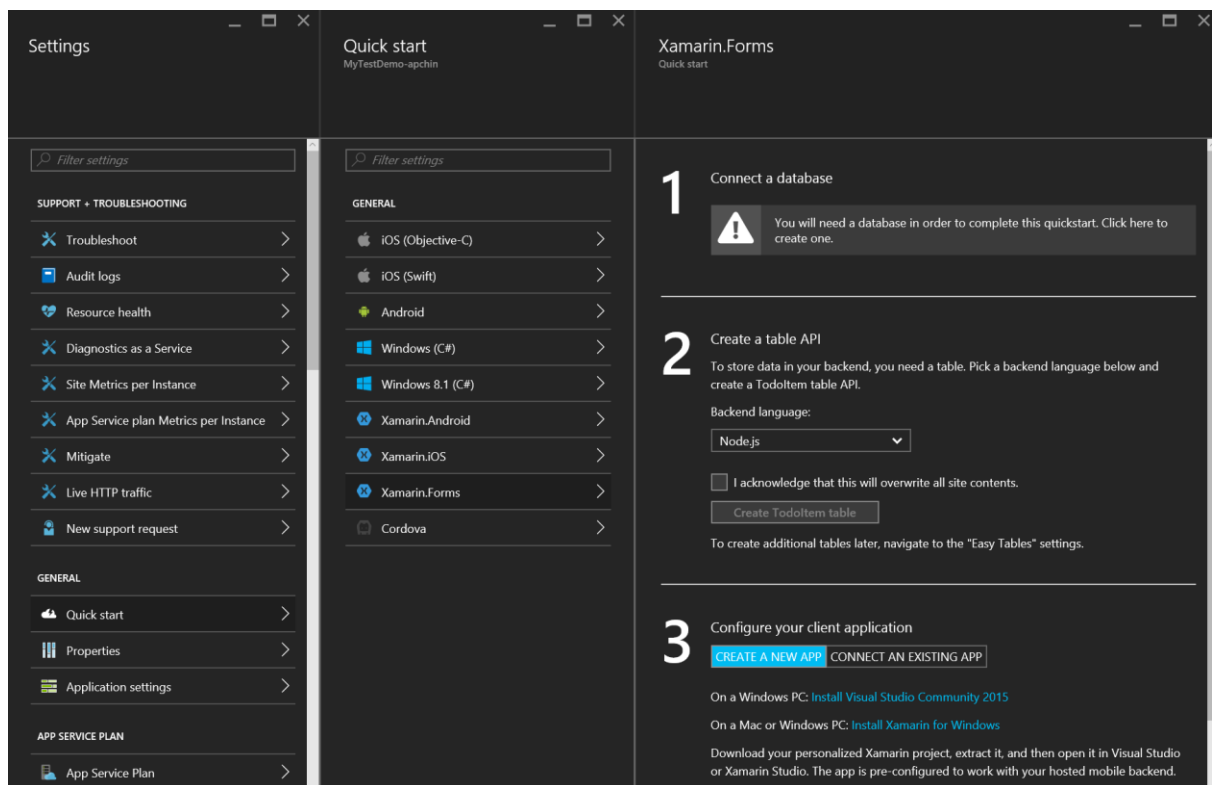 Settings
Filter settings
SUPPORT + TROUBLESHOOTING
Troubleshoot
Audit logs
Resource health
Diagnostics as a Service
Site Metrics per Instance
App Service plan Metrics per Instance
Mitigate
Live HTTP traffic
New support request
GENERAL
Quick start
Properties
Application settings
APP SERVICE PLAN
App Service Plan
Quick start
MyTestDemo-apchin
Filter settings
GENERAL
iOS (Objective-C)
iOS (Swift)
Android
Windows (C#)
Windows 8.1 (C#)
Xamarin.Android
Xamarin.iOS
Xamarin.Forms
Cordova
Xamarin.Forms
Quick start
1
Connect a database
You will need a database in order to complete this quickstart. Click here to
create one.
2
Create a table API
To store data in your backend, you need a table. Pick a backend language below and
create a TodoItem table API.
Backend language:
Node.js
I acknowledge that this will overwrite all site contents.
Create TodoItem table
To create additional tables later, navigate to the "Easy Tables" settings.
3
Configure your client application
CREATE A NEW APP CONNECT AN EXISTING APP
On a Windows PC: Install Visual Studio Community 2015
On a Mac or Windows PC: Install Xamarin for Windows
Download your personalized Xamarin project, extract it, and then open it in Visual Studio
or Xamarin Studio. The app is pre-configured to work with your hosted mobile backend.